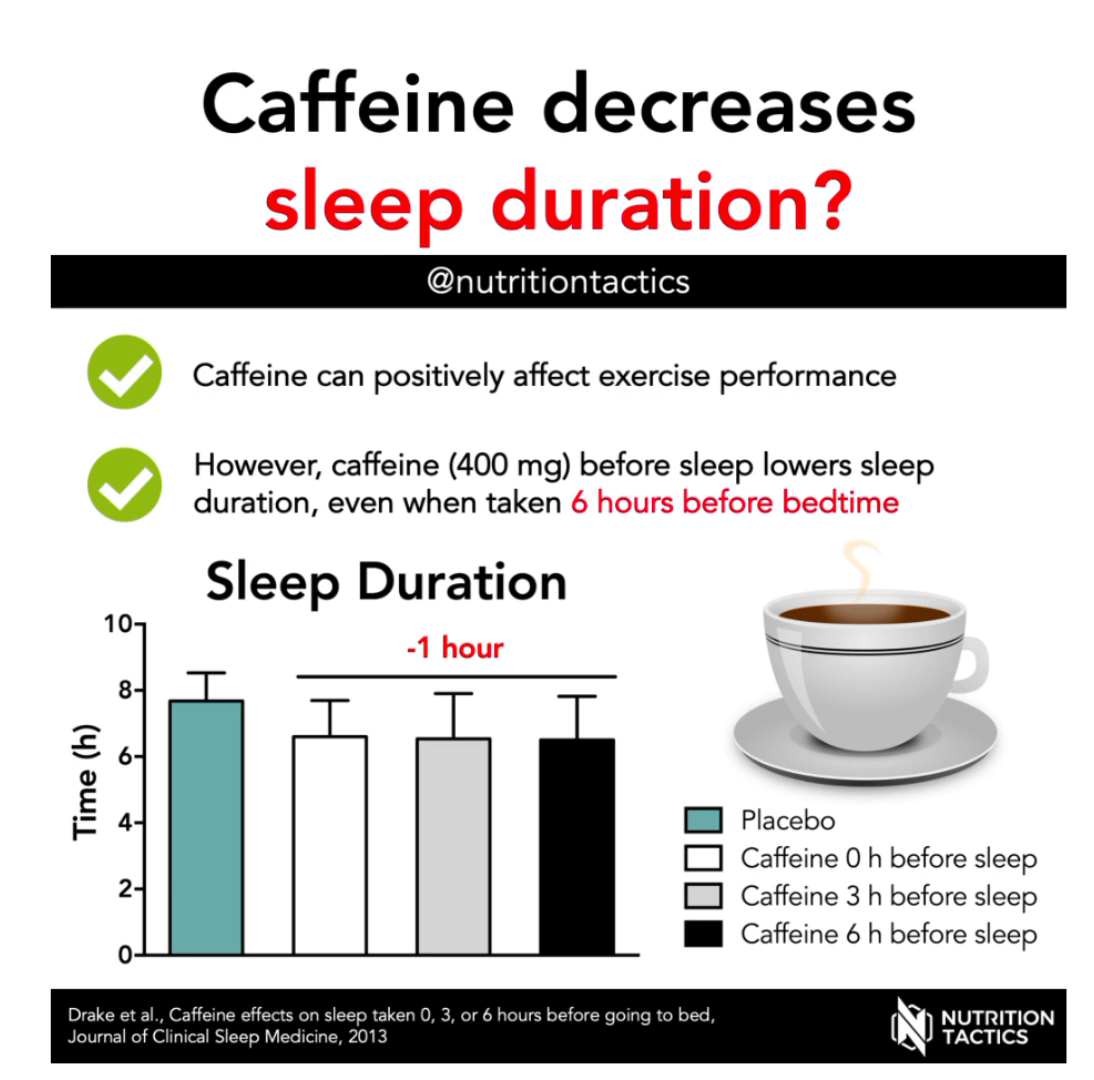 Caffeine decreases
sleep duration?
@nutritiontactics
Caffeine can positively affect exercise performance
However, caffeine (400 mg) before sleep lowers sleep
duration, even when taken 6 hours before bedtime
Sleep Duration
-1 hour
Time (h)
10
8
6
4
2
0
Placebo
Caffeine 0 h before sleep
Caffeine 3 h before sleep
Caffeine 6 h before sleep
Drake et al., Caffeine effects on sleep taken 0, 3, or 6 hours before going to bed,
Journal of Clinical Sleep Medicine, 2013
NUTRITION
TACTICS